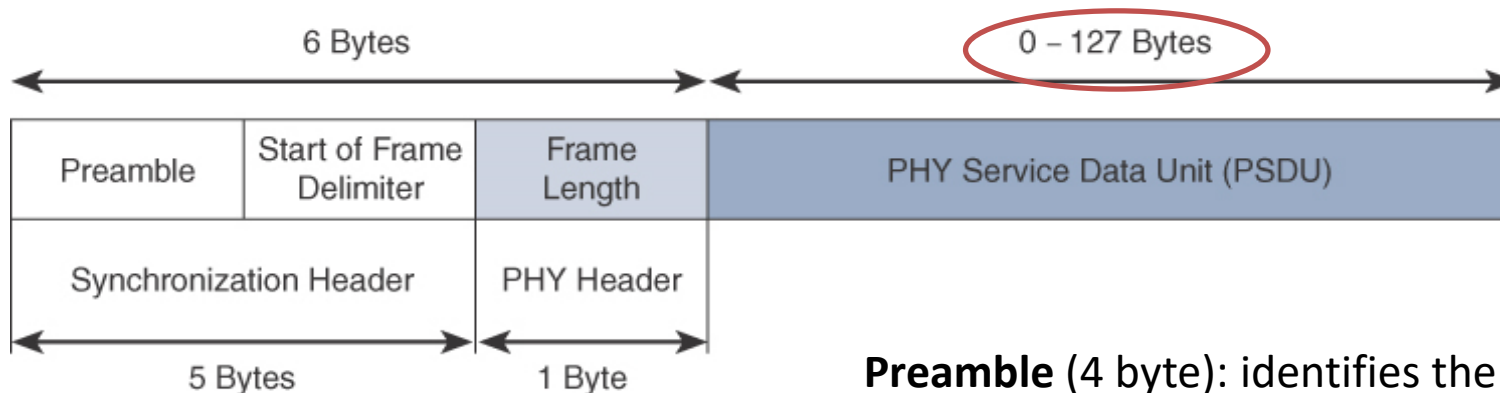 6 Bytes
0 – 127 Bytes
Preamble
Start of Frame
Delimiter
Frame
Length
PHY Service Data Unit (PSDU)
Synchronization Header
PHY Header
5 Bytes
1 Byte
Preamble (4 byte): identifies the